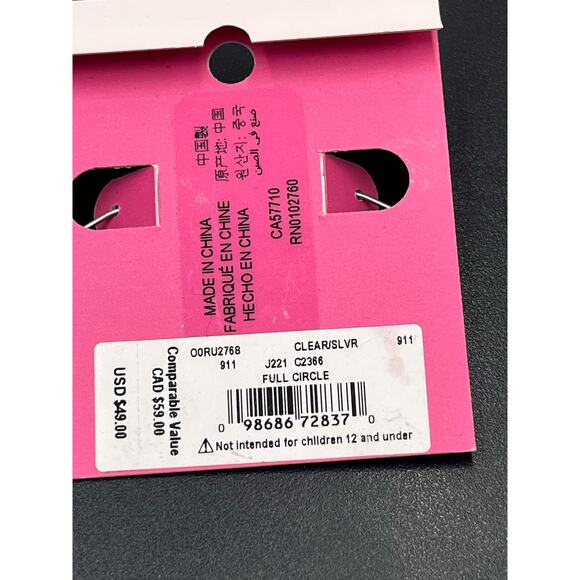 中国製
原产地: 中国
원산지: 중국
صنع في الصين
MADE IN CHINA
FABRIQUÉ EN CHINE
HECHO EN CHINA
CA57710
RN0102760
O0RU2768 CLEAR/SLVR 911
911 J221 C2366
FULL CIRCLE
0 98686 72837 0
⚠ Not intended for children 12 and under
Comparable Value
CAD $59.00
USD $49.00